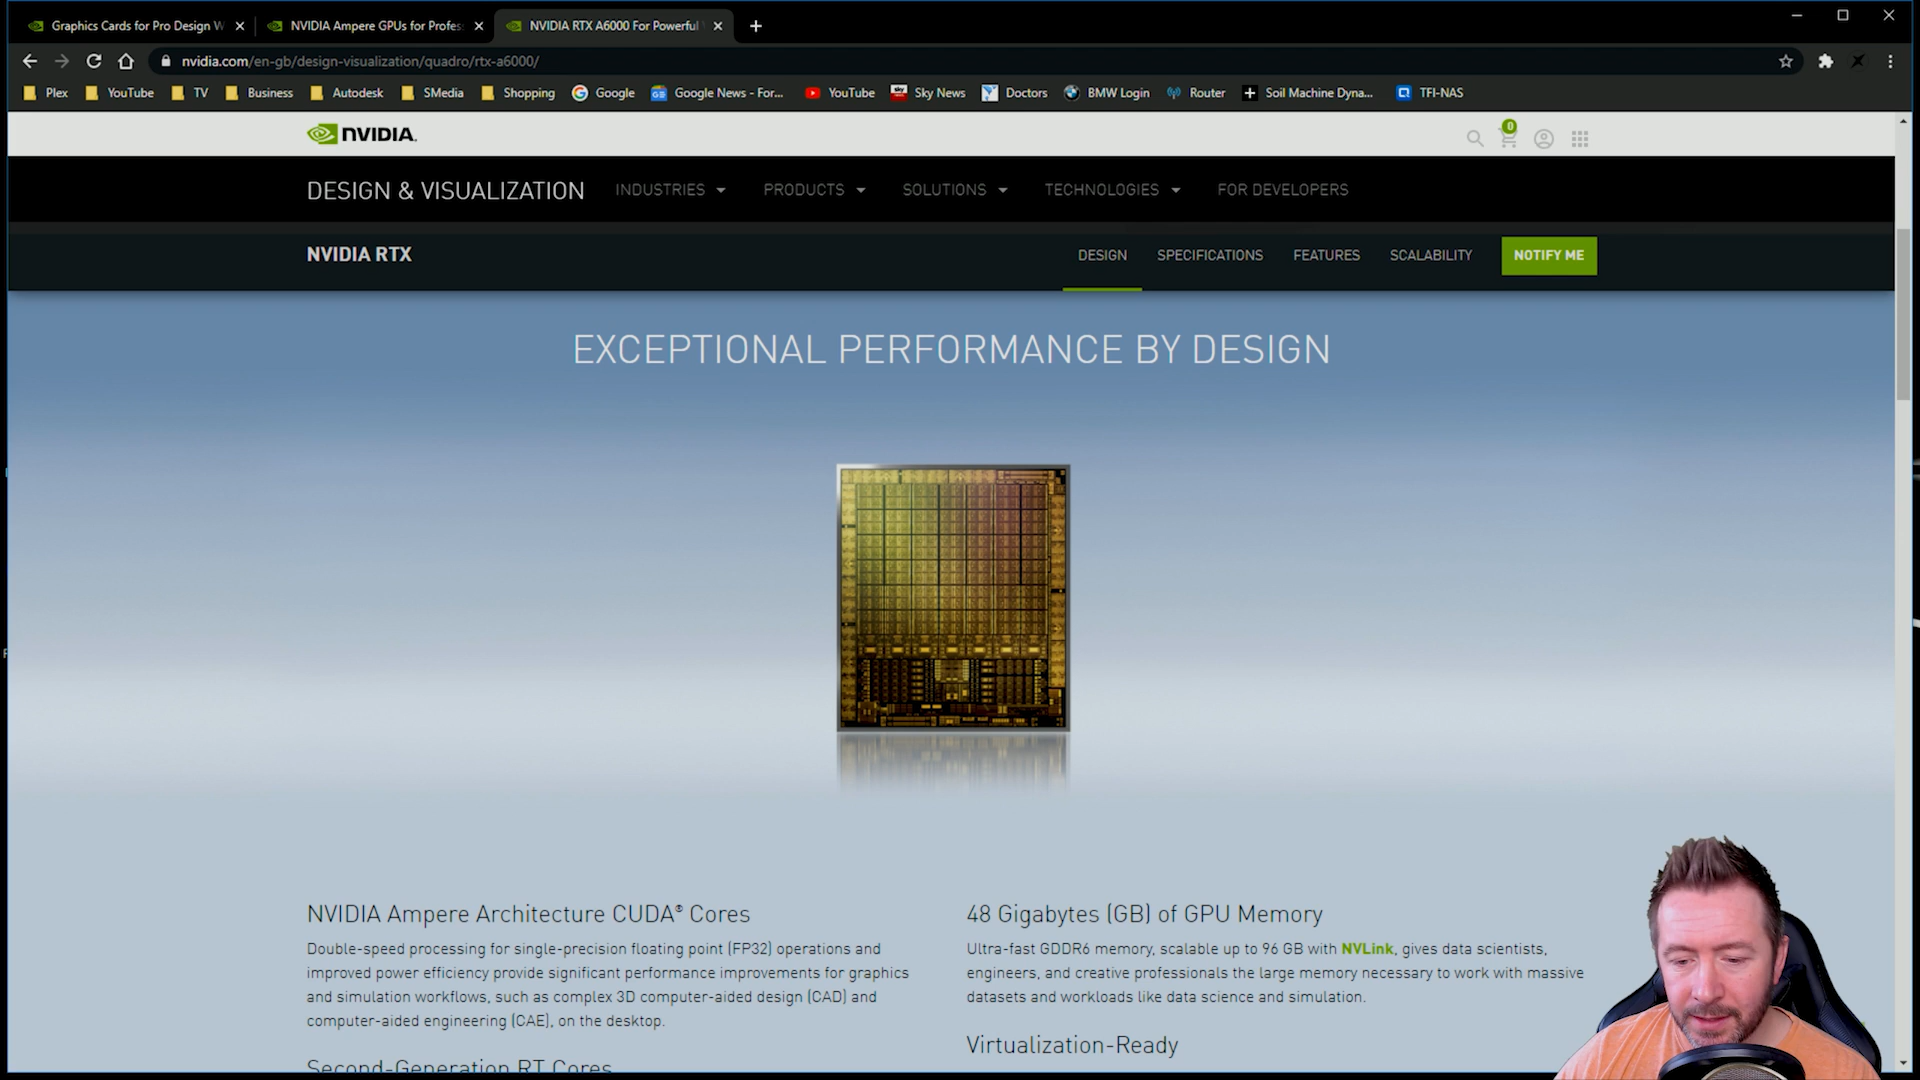 Graphics Cards for Pro Design W
NVIDIA Ampere GPUs for Profes
NVIDIA RTX A6000 For Powerful
nvidia.com/en-gb/design-visualization/quadro/rtx-a6000/
Plex
YouTube
TV
Business
Autodesk
SMedia
Shopping
Google
Google News - For...
YouTube
Sky News
Doctors
BMW Login
Router
Soil Machine Dyna...
TFI-NAS
NVIDIA.
0
DESIGN & VISUALIZATION
INDUSTRIES
PRODUCTS
SOLUTIONS
TECHNOLOGIES
FOR DEVELOPERS
NVIDIA RTX
DESIGN
SPECIFICATIONS
FEATURES
SCALABILITY
NOTIFY ME
EXCEPTIONAL PERFORMANCE BY DESIGN
NVIDIA Ampere Architecture CUDA® Cores
Double-speed processing for single-precision floating point (FP32) operations and
improved power efficiency provide significant performance improvements for graphics
and simulation workflows, such as complex 3D computer-aided design (CAD) and
computer-aided engineering (CAE), on the desktop.
Second-Generation RT Cores
48 Gigabytes (GB) of GPU Memory
Ultra-fast GDDR6 memory, scalable up to 96 GB with NVLink, gives data scientists,
engineers, and creative professionals the large memory necessary to work with massive
datasets and workloads like data science and simulation.
Virtualization-Ready